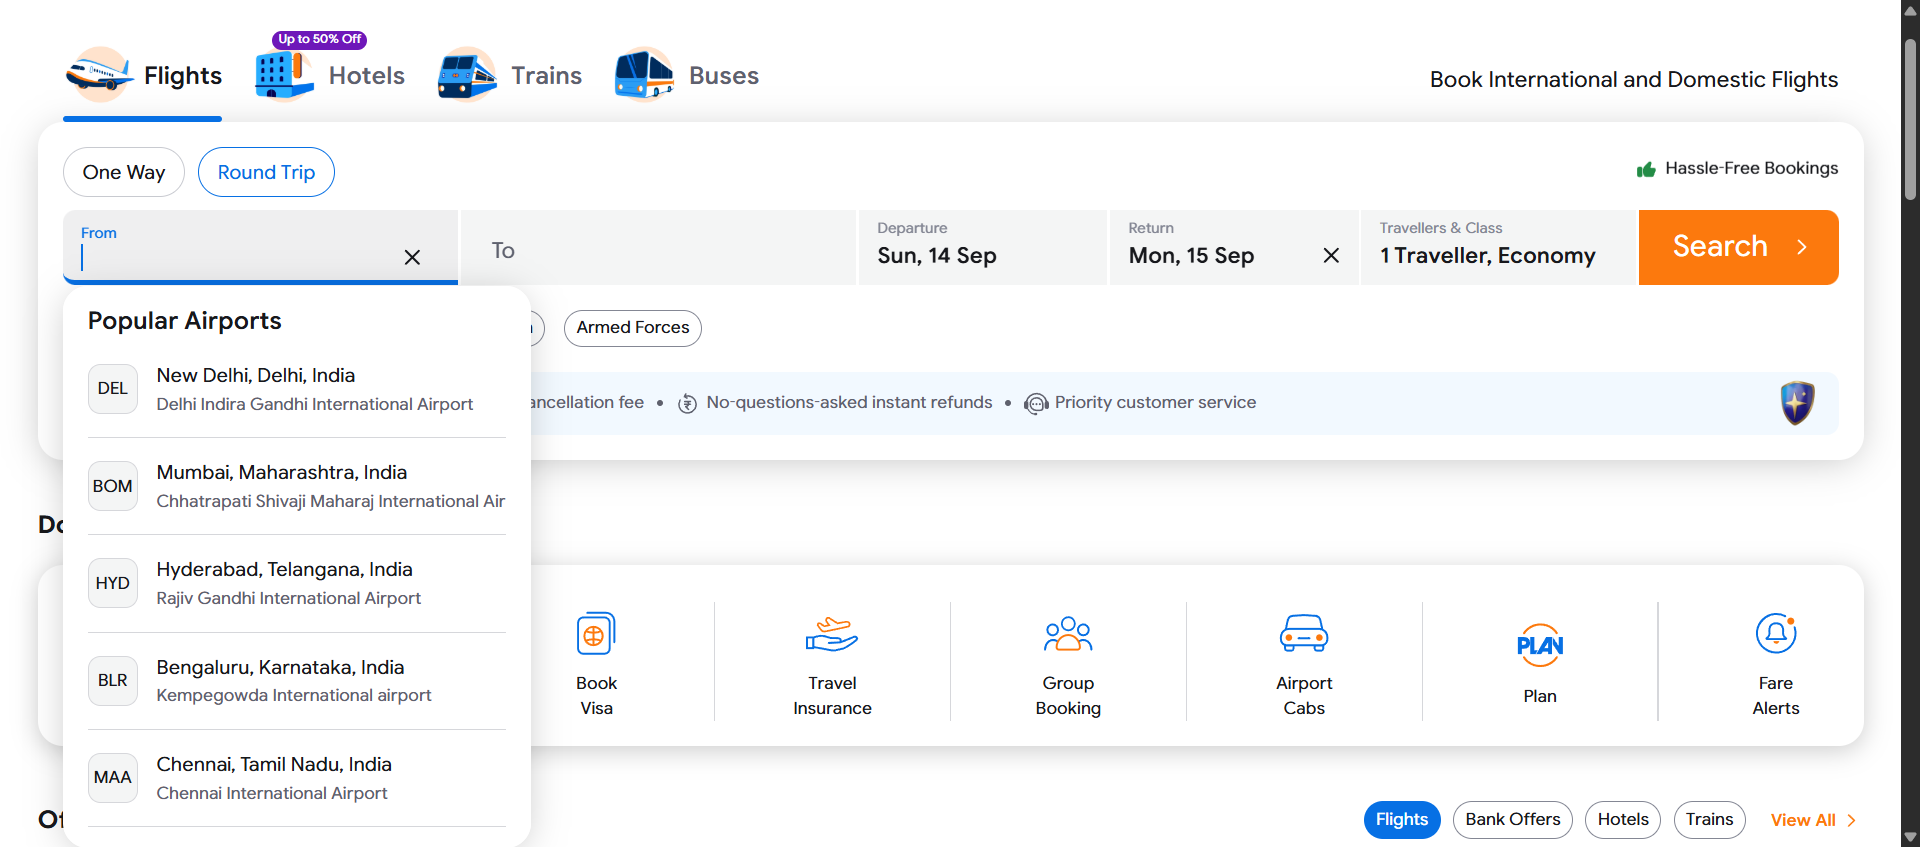 Up to 50% Off
Flights
Hotels
Trains
Buses
Book International and Domestic Flights
One Way
Round Trip
Hassle-Free Bookings
From
To
Departure
Sun, 14 Sep
Return
Mon, 15 Sep
Travellers & Class
1 Traveller, Economy
Search
Popular Airports
Armed Forces
DEL
New Delhi, Delhi, India
Delhi Indira Gandhi International Airport
ancellation fee • No-questions-asked instant refunds • Priority customer service
BOM
Mumbai, Maharashtra, India
Chhatrapati Shivaji Maharaj International Air
HYD
Hyderabad, Telangana, India
Rajiv Gandhi International Airport
BLR
Bengaluru, Karnataka, India
Kempegowda International airport
MAA
Chennai, Tamil Nadu, India
Chennai International Airport
Book
Visa
Travel
Insurance
Group
Booking
Airport
Cabs
PLAN
Plan
Fare
Alerts
Flights
Bank Offers
Hotels
Trains
View All